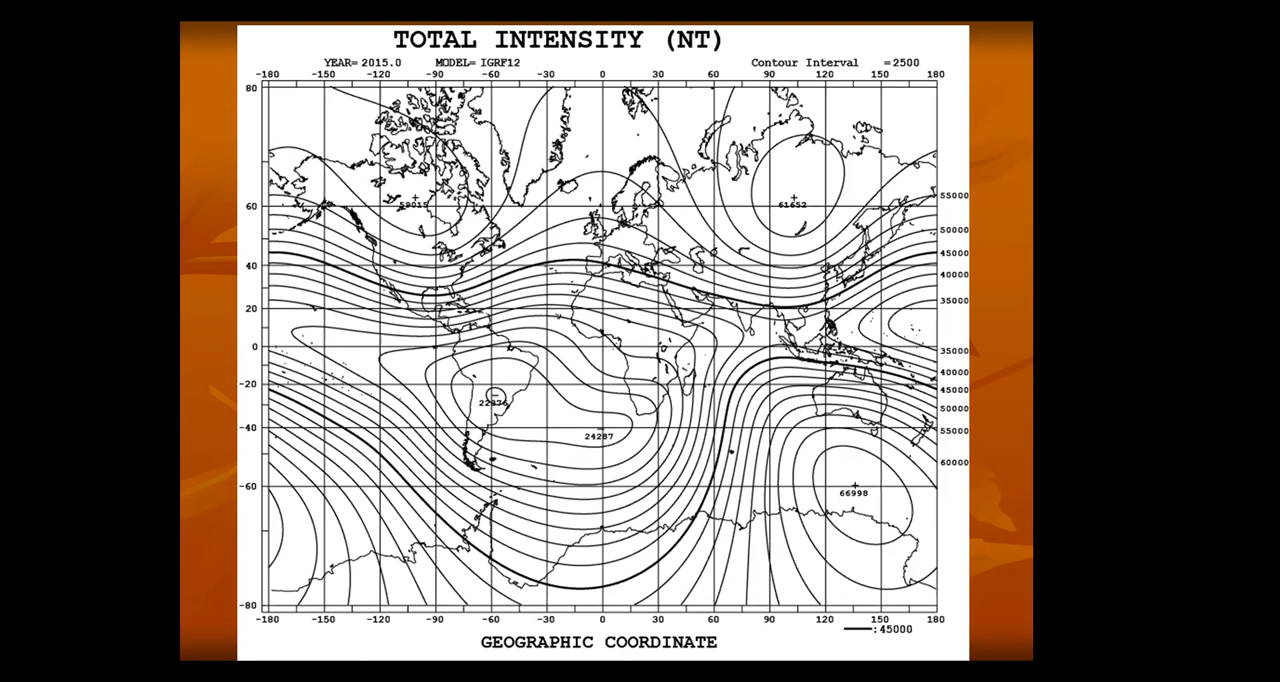 TOTAL INTENSITY (NT)
YEAR= 2015.0 MODEL= IGRF12 Contour Interval =2500
-180 -150 -120 -90 -60 -30 0 30 60 90 120 150 180
80
59015 61652
60 55000
50000
45000
40
40000
35000
20
0 35000
40000
-20 45000
22376 50000
-40 24287 55000
60000
-60 66998
-80
-180 -150 -120 -90 -60 -30 0 30 60 90 120 150 180
:45000
GEOGRAPHIC COORDINATE